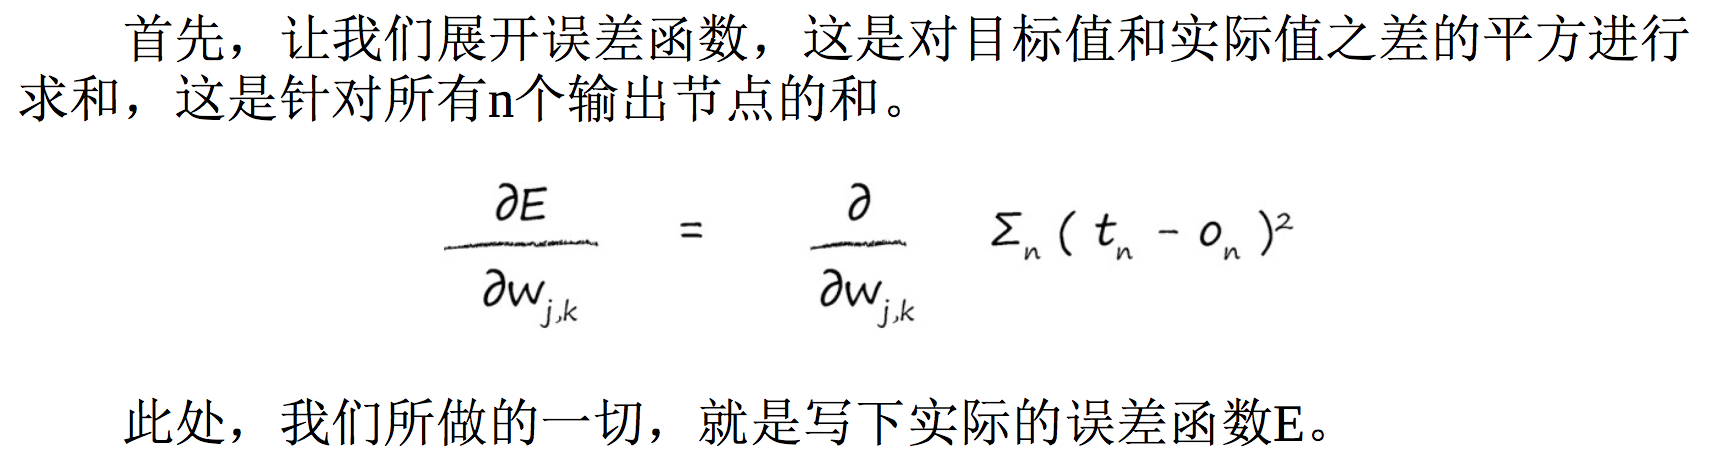 首先，让我们展开误差函数，这是对目标值和实际值之差的平方进行
求和，这是针对所有n个输出节点的和。
∂E/∂w_{j,k} = ∂/∂w_{j,k} Σ_n ( t_n - o_n )²
此处，我们所做的一切，就是写下实际的误差函数E。